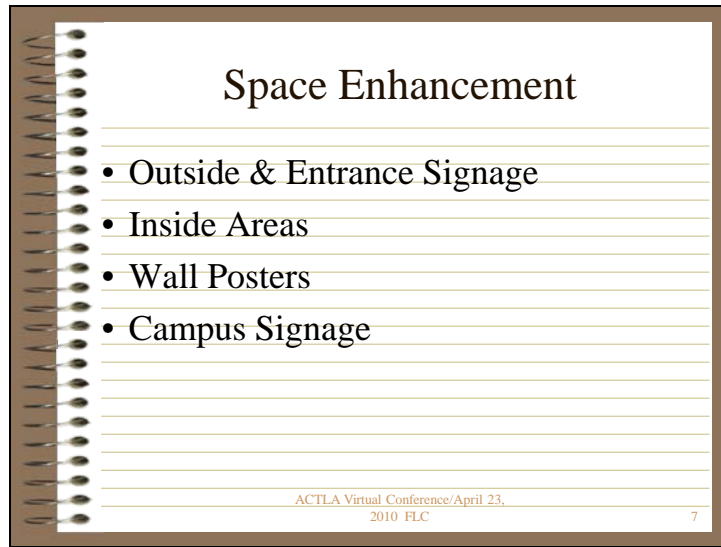 Space Enhancement
• Outside & Entrance Signage
• Inside Areas
• Wall Posters
• Campus Signage
ACTLA Virtual Conference/April 23,
2010 FLC
7